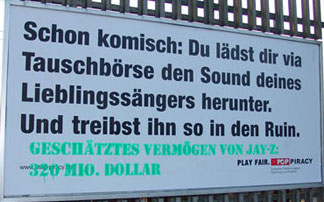 Schon komisch: Du lädst dir via
Tauschbörse den Sound deines
Lieblingssängers herunter.
Und treibst ihn so in den Ruin.
GESCHÄTZTES VERMÖGEN VON JAY-Z:
320 MIO. DOLLAR
PLAY FAIR. STOP PIRACY